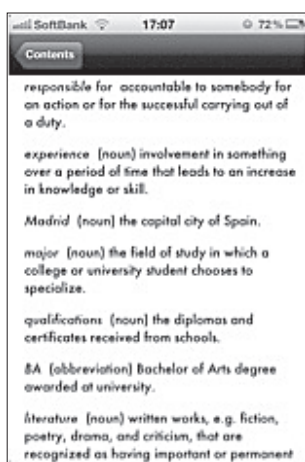 SoftBank 17:07 72%
Contents
responsible for accountable to somebody for
an action or for the successful carrying out of
a duty.
experience (noun) involvement in something
over a period of time that leads to an increase
in knowledge or skill.
Madrid (noun) the capital city of Spain.
major (noun) the field of study in which a
college or university student chooses to
specialize.
qualifications (noun) the diplomas and
certificates received from schools.
BA (abbreviation) Bachelor of Arts degree
awarded at university.
literature (noun) written works, e.g. fiction,
poetry, drama, and criticism, that are
recognized as having important or permanent